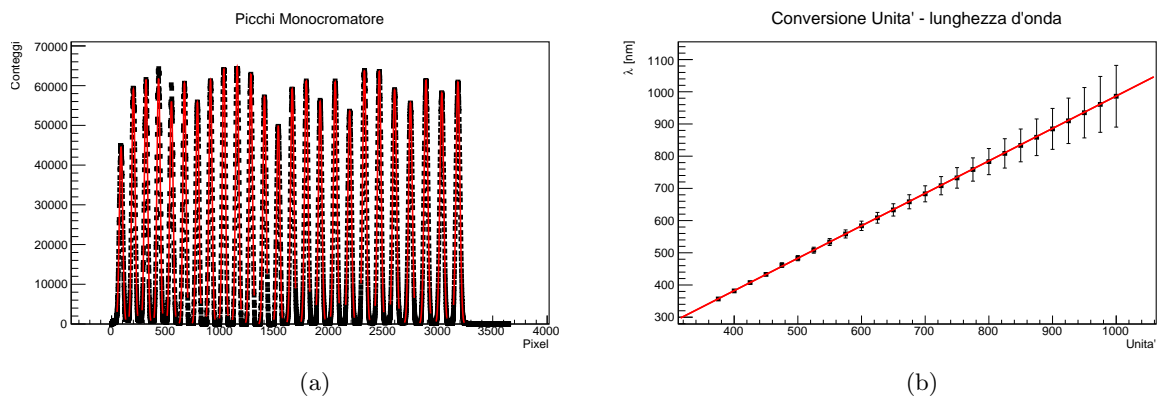 Picchi Monocromatore
Conteggi
70000
60000
50000
40000
30000
20000
10000
0
0 500 1000 1500 2000 2500 3000 3500 4000
Pixel
(a)
Conversione Unita' - lunghezza d'onda
λ [nm]
1100
1000
900
800
700
600
500
400
300
400 500 600 700 800 900 1000
Unita'
(b)